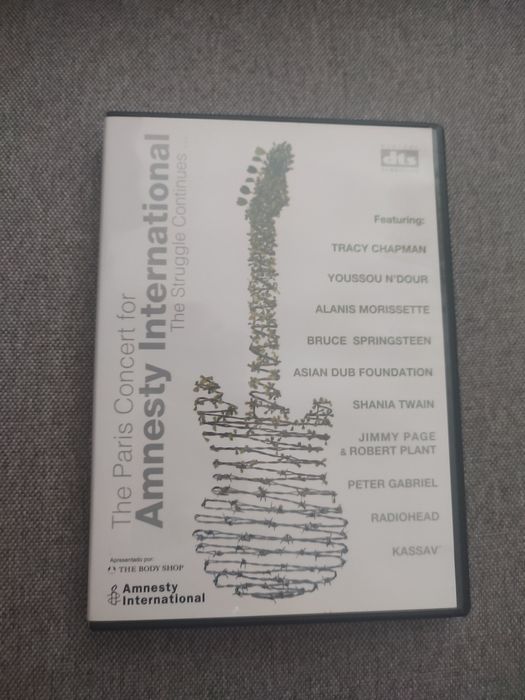 The Paris Concert for
Amnesty International
The Struggle Continues ...
dts
Featuring:
TRACY CHAPMAN
YOUSSOU N'DOUR
ALANIS MORISSETTE
BRUCE SPRINGSTEEN
ASIAN DUB FOUNDATION
SHANIA TWAIN
JIMMY PAGE
& ROBERT PLANT
PETER GABRIEL
RADIOHEAD
KASSAV'
Apresentado por:
THE BODY SHOP
Amnesty
International